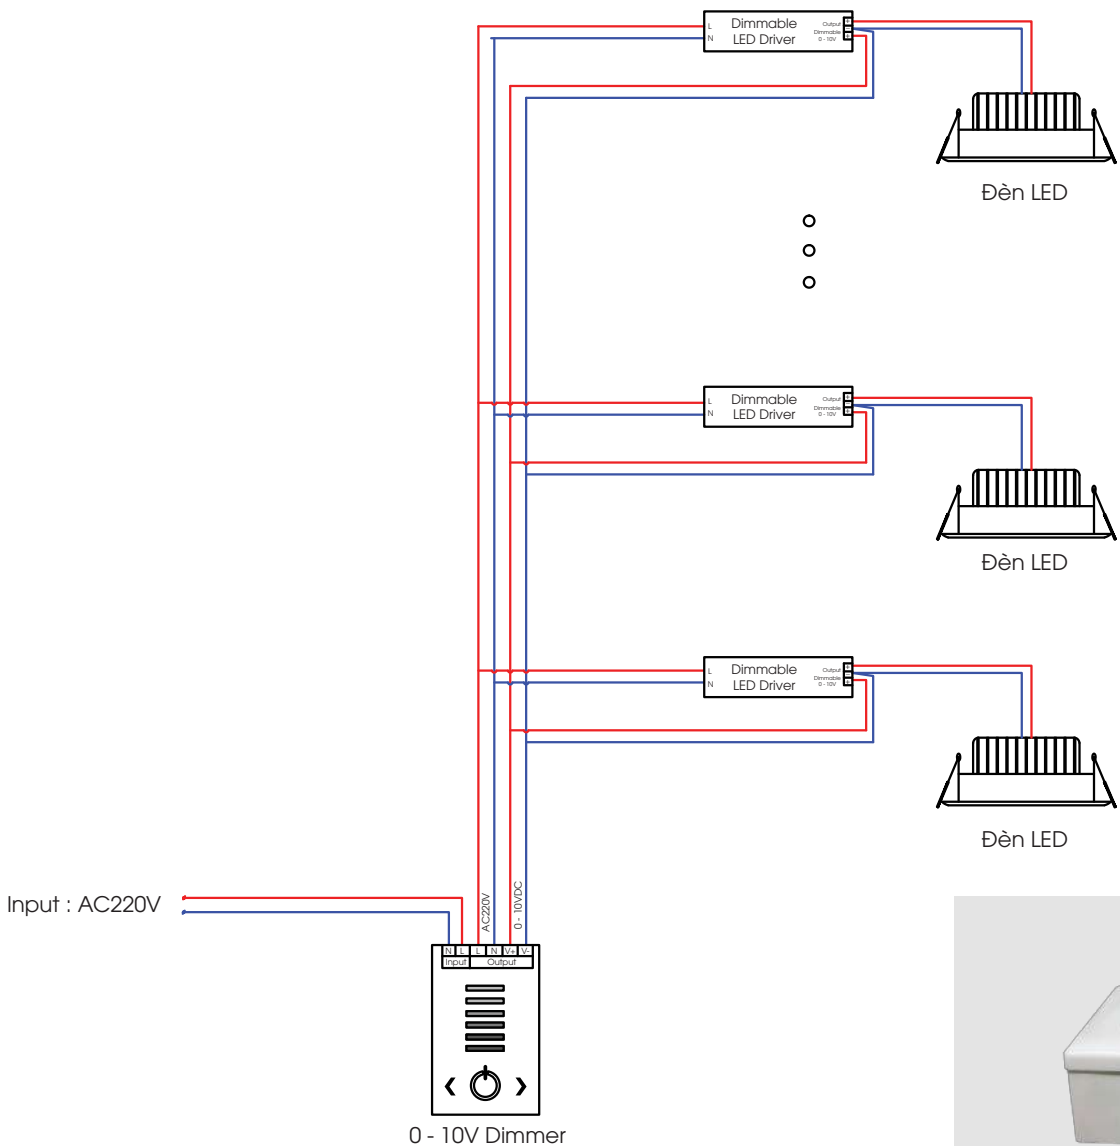 L
N
Dimmable
LED Driver
Output
Dimmable
0 - 10V
+
-
+
Đèn LED
L
N
Dimmable
LED Driver
Output
Dimmable
0 - 10V
+
-
+
Đèn LED
L
N
Dimmable
LED Driver
Output
Dimmable
0 - 10V
+
-
+
Đèn LED
Input : AC220V
AC220V
0 - 10VDC
N L L N V+ V-
Input Output
0 - 10V Dimmer